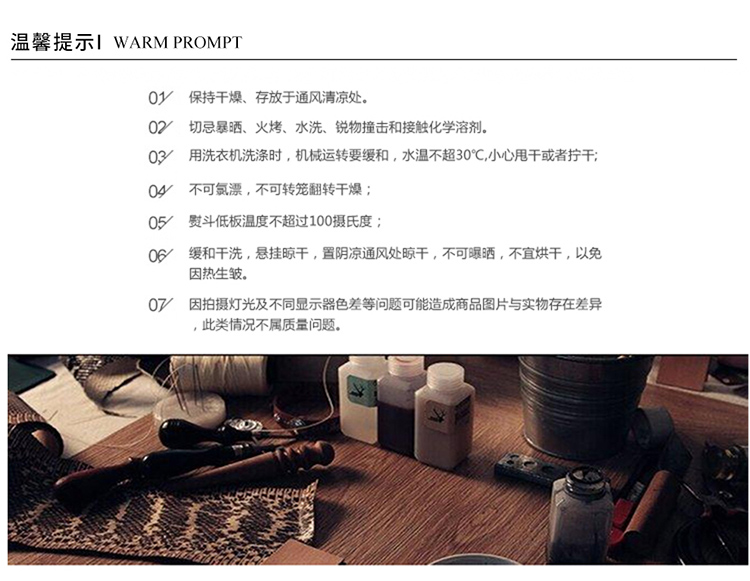 温馨提示| WARM PROMPT
01 保持干燥、存放于通风清凉处。
02 切忌暴晒、火烤、水洗、锐物撞击和接触化学溶剂。
03 用洗衣机洗涤时，机械运转要缓和，水温不超30℃,小心甩干或者拧干;
04 不可氯漂，不可转笼翻转干燥；
05 熨斗低板温度不超过100摄氏度；
06 缓和干洗，悬挂晾干，置阴凉通风处晾干，不可曝晒，不宜烘干，以免
因热生皱。
07 因拍摄灯光及不同显示器色差等问题可能造成商品图片与实物存在差异
，此类情况不属质量问题。